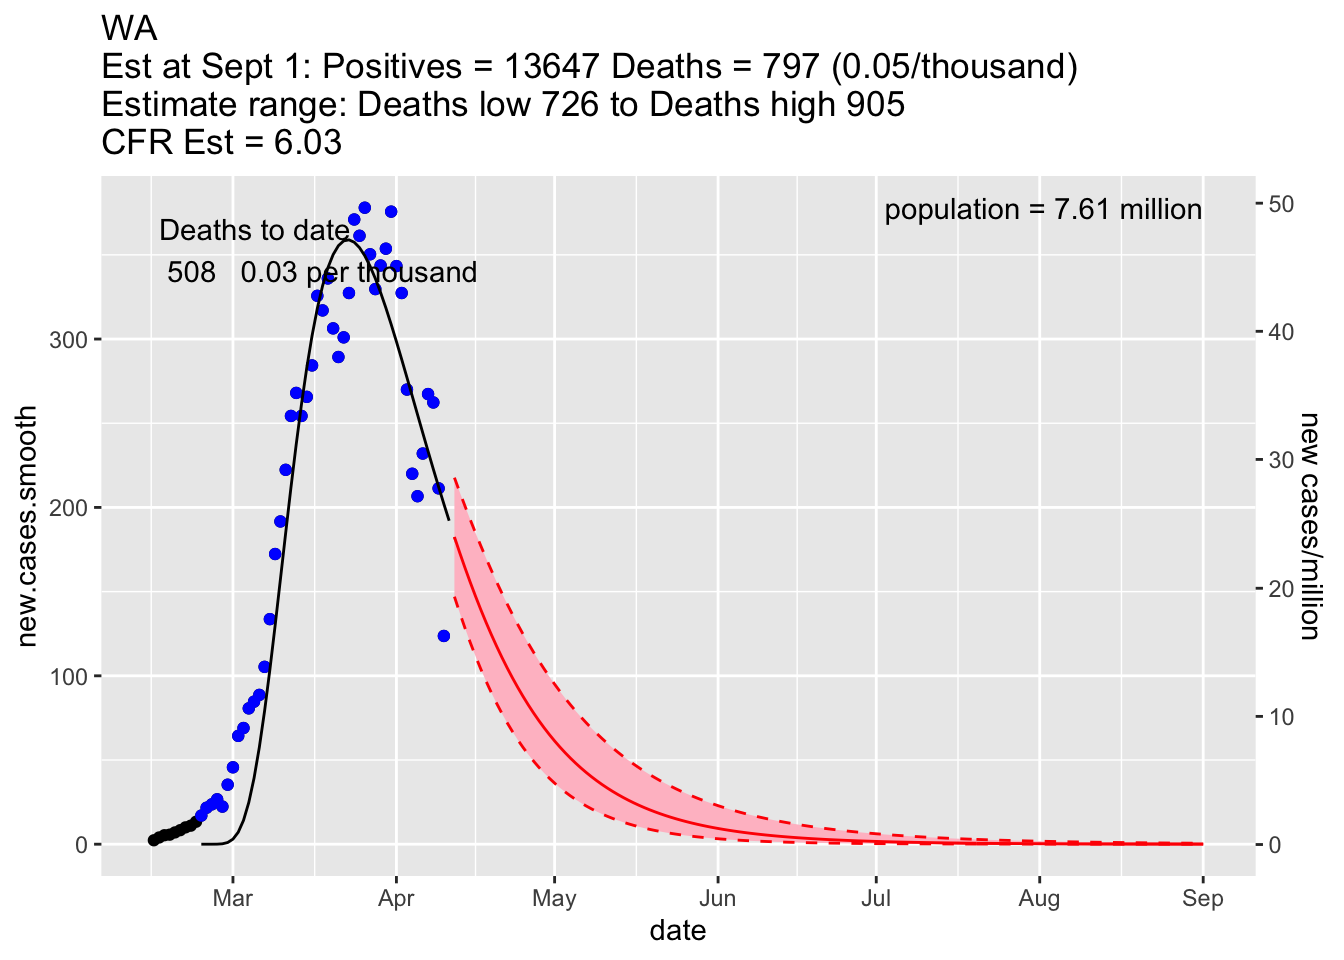 WA
Est at Sept 1: Positives = 13647 Deaths = 797 (0.05/thousand)
Estimate range: Deaths low 726 to Deaths high 905
CFR Est = 6.03
Deaths to date
508 0.03 per thousand
population = 7.61 million
new.cases.smooth
300
200
100
0
50
40
30
20
10
0
new cases/million
Mar Apr May Jun Jul Aug Sep
date